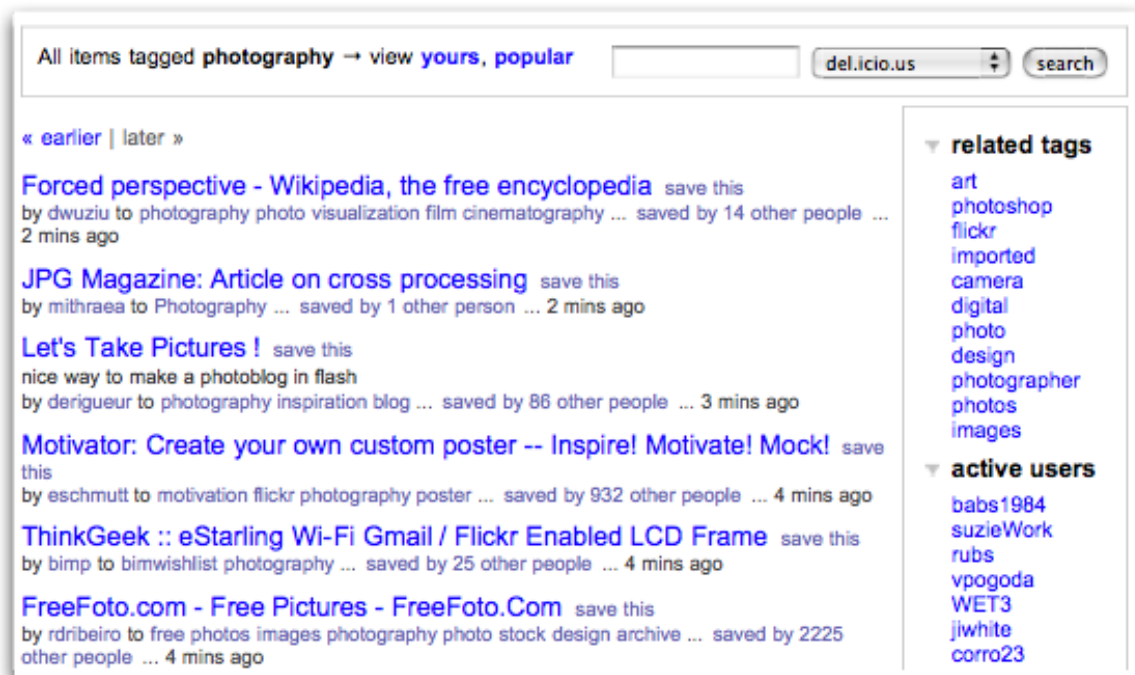 All items tagged photography → view yours, popular
del.icio.us
search
« earlier | later »
Forced perspective - Wikipedia, the free encyclopedia save this
by dwuziu to photography photo visualization film cinematography ... saved by 14 other people ...
2 mins ago
JPG Magazine: Article on cross processing save this
by mithraea to Photography ... saved by 1 other person ... 2 mins ago
Let's Take Pictures ! save this
nice way to make a photoblog in flash
by derigueur to photography inspiration blog ... saved by 86 other people ... 3 mins ago
Motivator: Create your own custom poster -- Inspire! Motivate! Mock! save
this
by eschmutt to motivation flickr photography poster ... saved by 932 other people ... 4 mins ago
ThinkGeek :: eStarling Wi-Fi Gmail / Flickr Enabled LCD Frame save this
by bimp to bimwishlist photography ... saved by 25 other people ... 4 mins ago
FreeFoto.com - Free Pictures - FreeFoto.Com save this
by rdribeiro to free photos images photography photo stock design archive ... saved by 2225
other people ... 4 mins ago
related tags
art
photoshop
flickr
imported
camera
digital
photo
design
photographer
photos
images
active users
babs1984
suzieWork
rubs
vpogoda
WET3
jiwhite
corro23